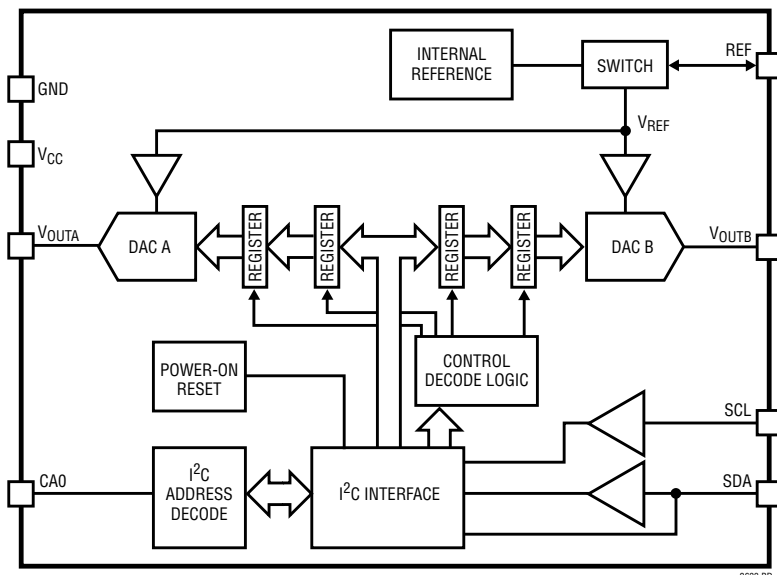 INTERNAL
REFERENCE
SWITCH
REF
GND
VREF
VCC
VOUTA
DAC A
REGISTER
REGISTER
REGISTER
REGISTER
DAC B
VOUTB
POWER-ON
RESET
CONTROL
DECODE LOGIC
SCL
CA0
I2C
ADDRESS
DECODE
I2C INTERFACE
SDA